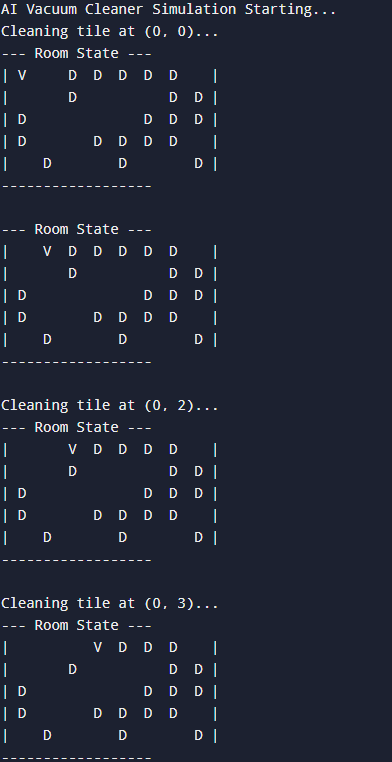 AI Vacuum Cleaner Simulation Starting...
Cleaning tile at (0, 0)...
--- Room State ---
| V     D  D  D  D  D    |
|       D           D  D |
| D              D  D  D |
| D        D  D  D  D    |
|    D        D        D |
------------------
--- Room State ---
|    V  D  D  D  D  D    |
|       D           D  D |
| D              D  D  D |
| D        D  D  D  D    |
|    D        D        D |
------------------
Cleaning tile at (0, 2)...
--- Room State ---
|       V  D  D  D  D    |
|       D           D  D |
| D              D  D  D |
| D        D  D  D  D    |
|    D        D        D |
------------------
Cleaning tile at (0, 3)...
--- Room State ---
|          V  D  D  D    |
|       D           D  D |
| D              D  D  D |
| D        D  D  D  D    |
|    D        D        D |
------------------